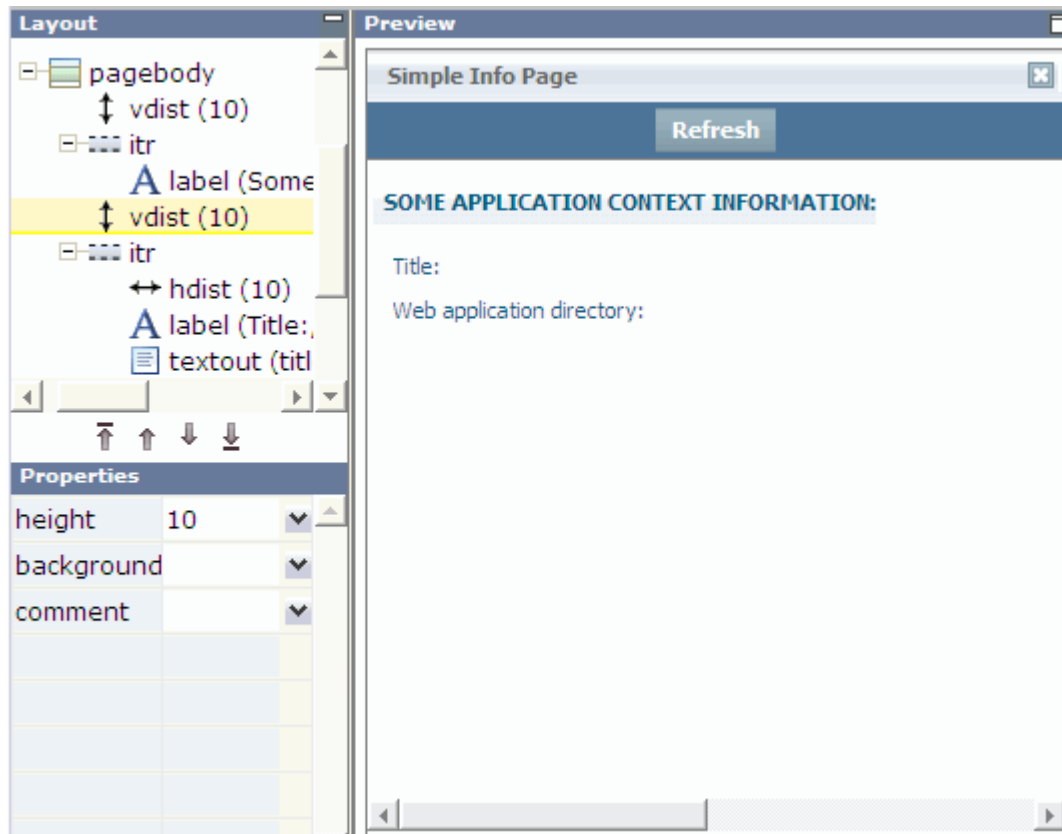 Layout
pagebody
vdist (10)
itr
label (Some
vdist (10)
itr
hdist (10)
label (Title:,
textout (titl
Properties
height 10
background
comment
Preview
Simple Info Page
Refresh
SOME APPLICATION CONTEXT INFORMATION:
Title:
Web application directory: